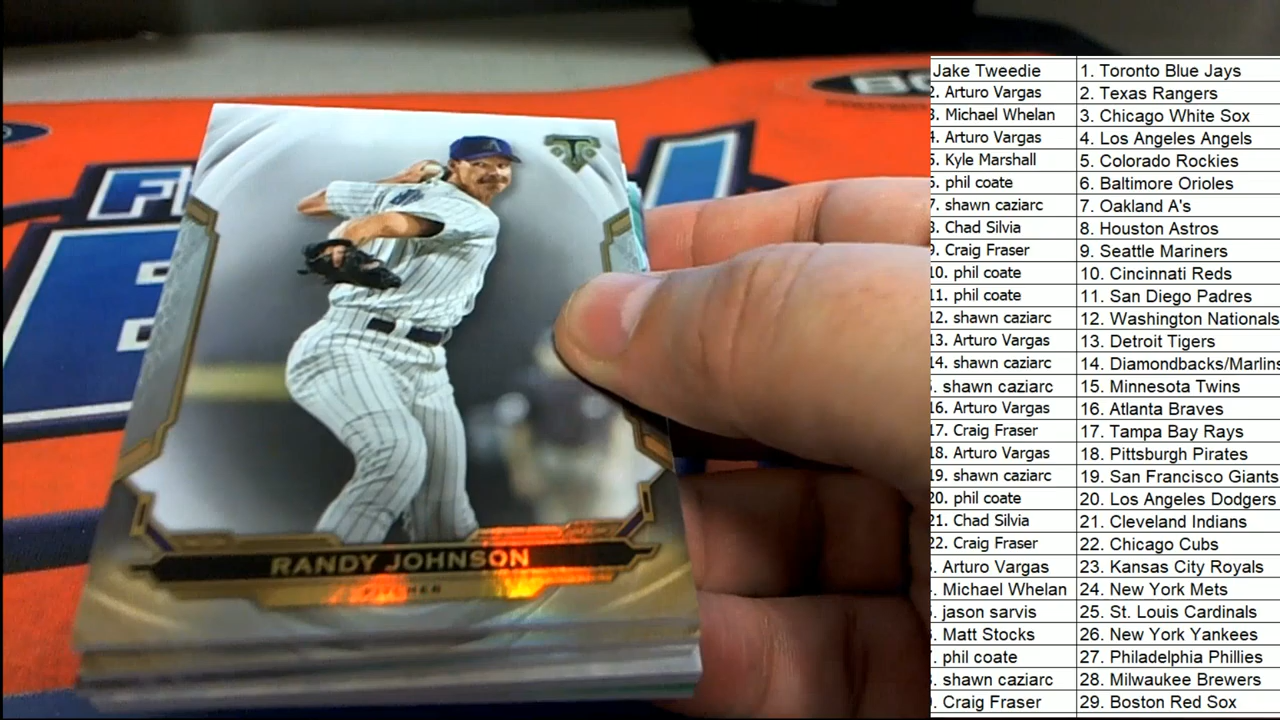 RANDY JOHNSON
Jake Tweedie 1. Toronto Blue Jays
2. Arturo Vargas 2. Texas Rangers
3. Michael Whelan 3. Chicago White Sox
4. Arturo Vargas 4. Los Angeles Angels
5. Kyle Marshall 5. Colorado Rockies
6. phil coate 6. Baltimore Orioles
7. shawn caziarc 7. Oakland A's
8. Chad Silvia 8. Houston Astros
9. Craig Fraser 9. Seattle Mariners
10. phil coate 10. Cincinnati Reds
11. phil coate 11. San Diego Padres
12. shawn caziarc 12. Washington Nationals
13. Arturo Vargas 13. Detroit Tigers
14. shawn caziarc 14. Diamondbacks/Marlins
. shawn caziarc 15. Minnesota Twins
16. Arturo Vargas 16. Atlanta Braves
17. Craig Fraser 17. Tampa Bay Rays
18. Arturo Vargas 18. Pittsburgh Pirates
19. shawn caziarc 19. San Francisco Giants
20. phil coate 20. Los Angeles Dodgers
21. Chad Silvia 21. Cleveland Indians
22. Craig Fraser 22. Chicago Cubs
. Arturo Vargas 23. Kansas City Royals
. Michael Whelan 24. New York Mets
. jason sarvis 25. St. Louis Cardinals
. Matt Stocks 26. New York Yankees
. phil coate 27. Philadelphia Phillies
. shawn caziarc 28. Milwaukee Brewers
. Craig Fraser 29. Boston Red Sox